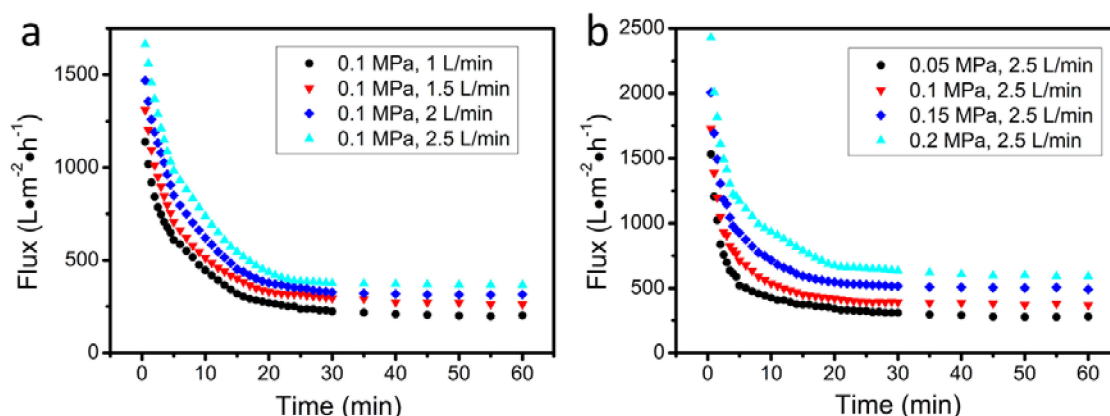 a
1500
1000
500
0
Flux (L•m⁻²•h⁻¹)
0 10 20 30 40 50 60
Time (min)
0.1 MPa, 1 L/min
0.1 MPa, 1.5 L/min
0.1 MPa, 2 L/min
0.1 MPa, 2.5 L/min
b
2500
2000
1500
1000
500
0
Flux (L•m⁻²•h⁻¹)
0 10 20 30 40 50 60
Time (min)
0.05 MPa, 2.5 L/min
0.1 MPa, 2.5 L/min
0.15 MPa, 2.5 L/min
0.2 MPa, 2.5 L/min